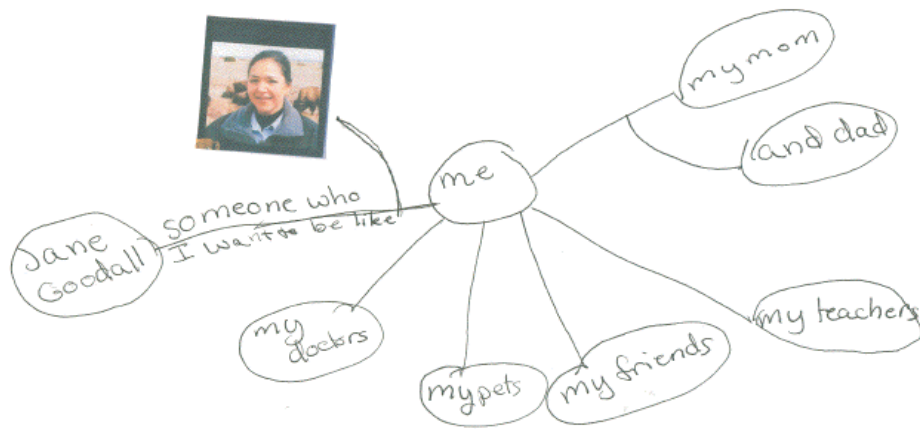 my mom
and dad
me
someone who
I want to be like
Jane
Goodall
my
doctors
my pets
my friends
my teachers